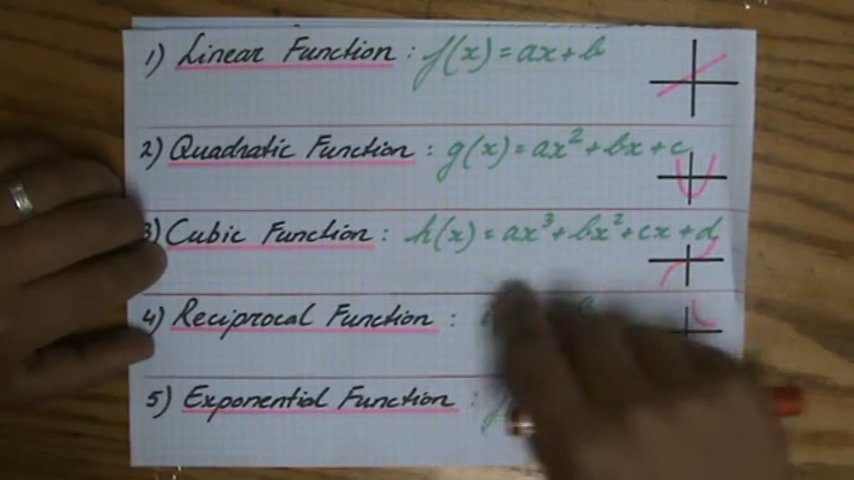 1) Linear Function : f(x) = ax + b
2) Quadratic Function : g(x) = ax² + bx + c
3) Cubic Function : h(x) = ax³ + bx² + cx + d
4) Reciprocal Function :
5) Exponential Function : f